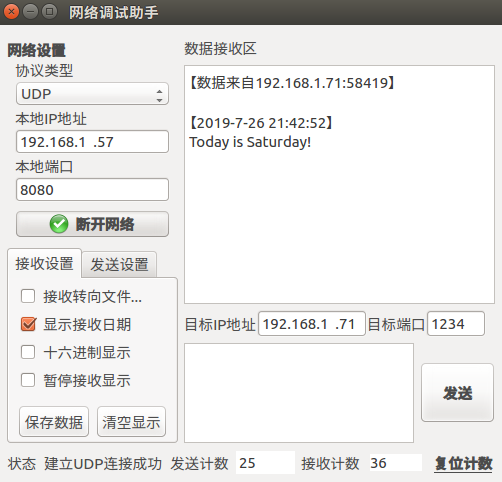 网络调试助手
网络设置
协议类型
UDP
本地IP地址
192.168.1 .57
本地端口
8080
断开网络
接收设置 发送设置
接收转向文件...
显示接收日期
十六进制显示
暂停接收显示
保存数据 清空显示
数据接收区
【数据来自192.168.1.71:58419】
【2019-7-26 21:42:52】
Today is Saturday!
目标IP地址 192.168.1 .71 目标端口 1234
发送
状态 建立UDP连接成功 发送计数 25 接收计数 36 复位计数